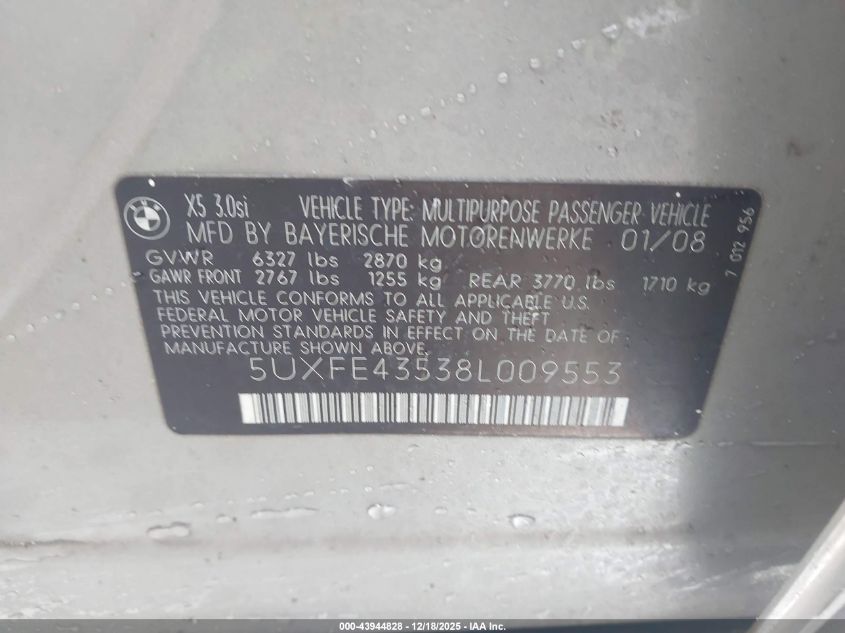 X5 3.0si VEHICLE TYPE: MULTIPURPOSE PASSENGER VEHICLE
MFD BY BAYERISCHE MOTORENWERKE 01/08
GVWR 6327 lbs 2870 kg
GAWR FRONT 2767 lbs 1255 kg REAR 3770 lbs 1710 kg
THIS VEHICLE CONFORMS TO ALL APPLICABLE U.S.
FEDERAL MOTOR VEHICLE SAFETY AND THEFT
PREVENTION STANDARDS IN EFFECT ON THE DATE OF
MANUFACTURE SHOWN ABOVE.
5UXFE43538L009553
7 012 956
000-43944828 - 12/18/2025 - IAA Inc.